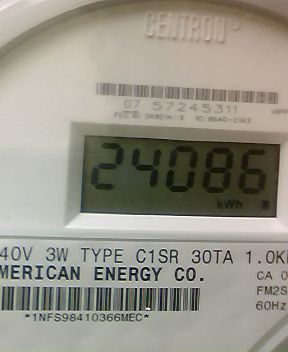 CENTRON®
07 57245311
24086
kWh
40V 3W TYPE C1SR 30TA 1.0K
MERICAN ENERGY CO.
CA 0
FM2S
60Hz
*1NFS98410366MEC*